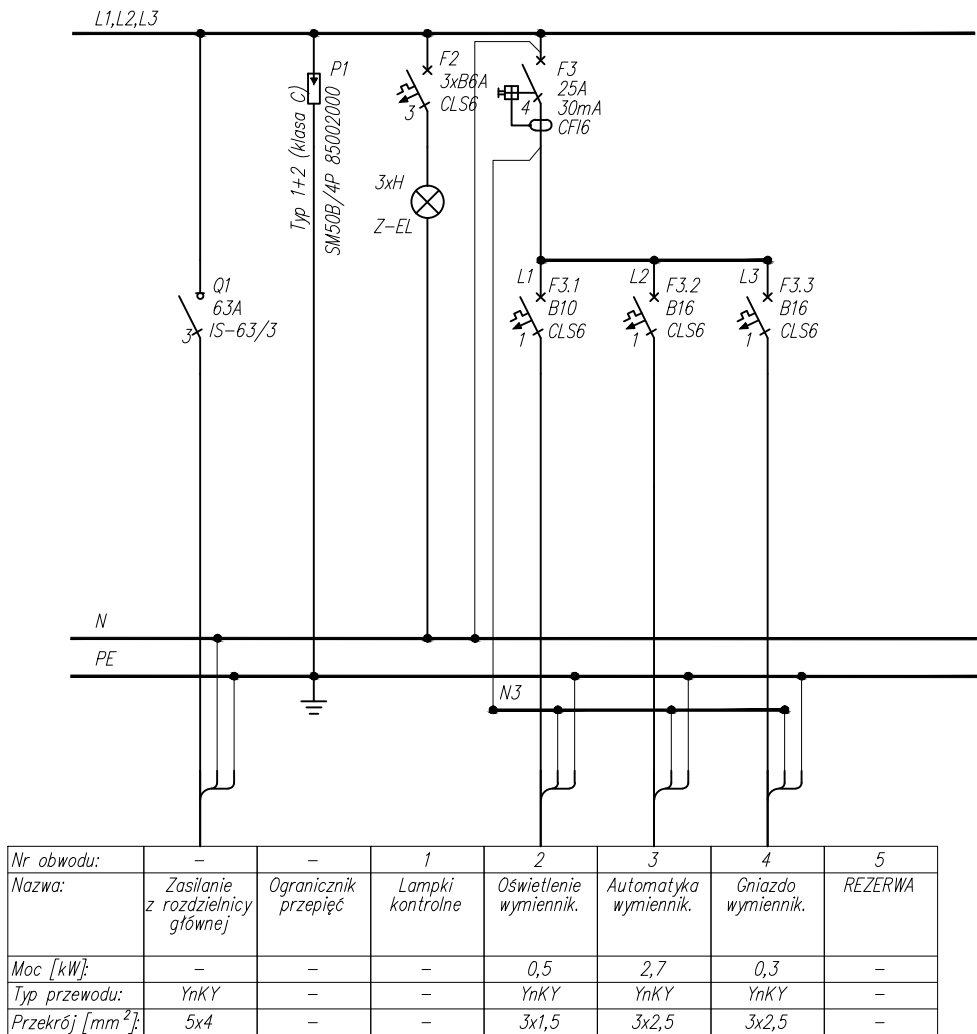 L1,L2,L3
P1
Typ 1+2 (klasa C)
SM50B/4P 85002000
F2
3xB6A
CLS6
3
3xH
Z-EL
F3
25A
30mA
CFI6
4
Q1
63A
IS-63/3
3
L1
F3.1
B10
CLS6
1
L2
F3.2
B16
CLS6
1
L3
F3.3
B16
CLS6
1
N
PE
N3
Nr obwodu: - - 1 2 3 4 5
Nazwa: Zasilanie z rozdzielnicy głównej Ogranicznik przepięć Lampki kontrolne Oświetlenie wymiennik. Automatyka wymiennik. Gniazdo wymiennik. REZERWA
Moc [kW]: - - - 0,5 2,7 0,3 -
Typ przewodu: YnKY - - YnKY YnKY YnKY -
Przekrój [mm²]: 5x4 - - 3x1,5 3x2,5 3x2,5 -